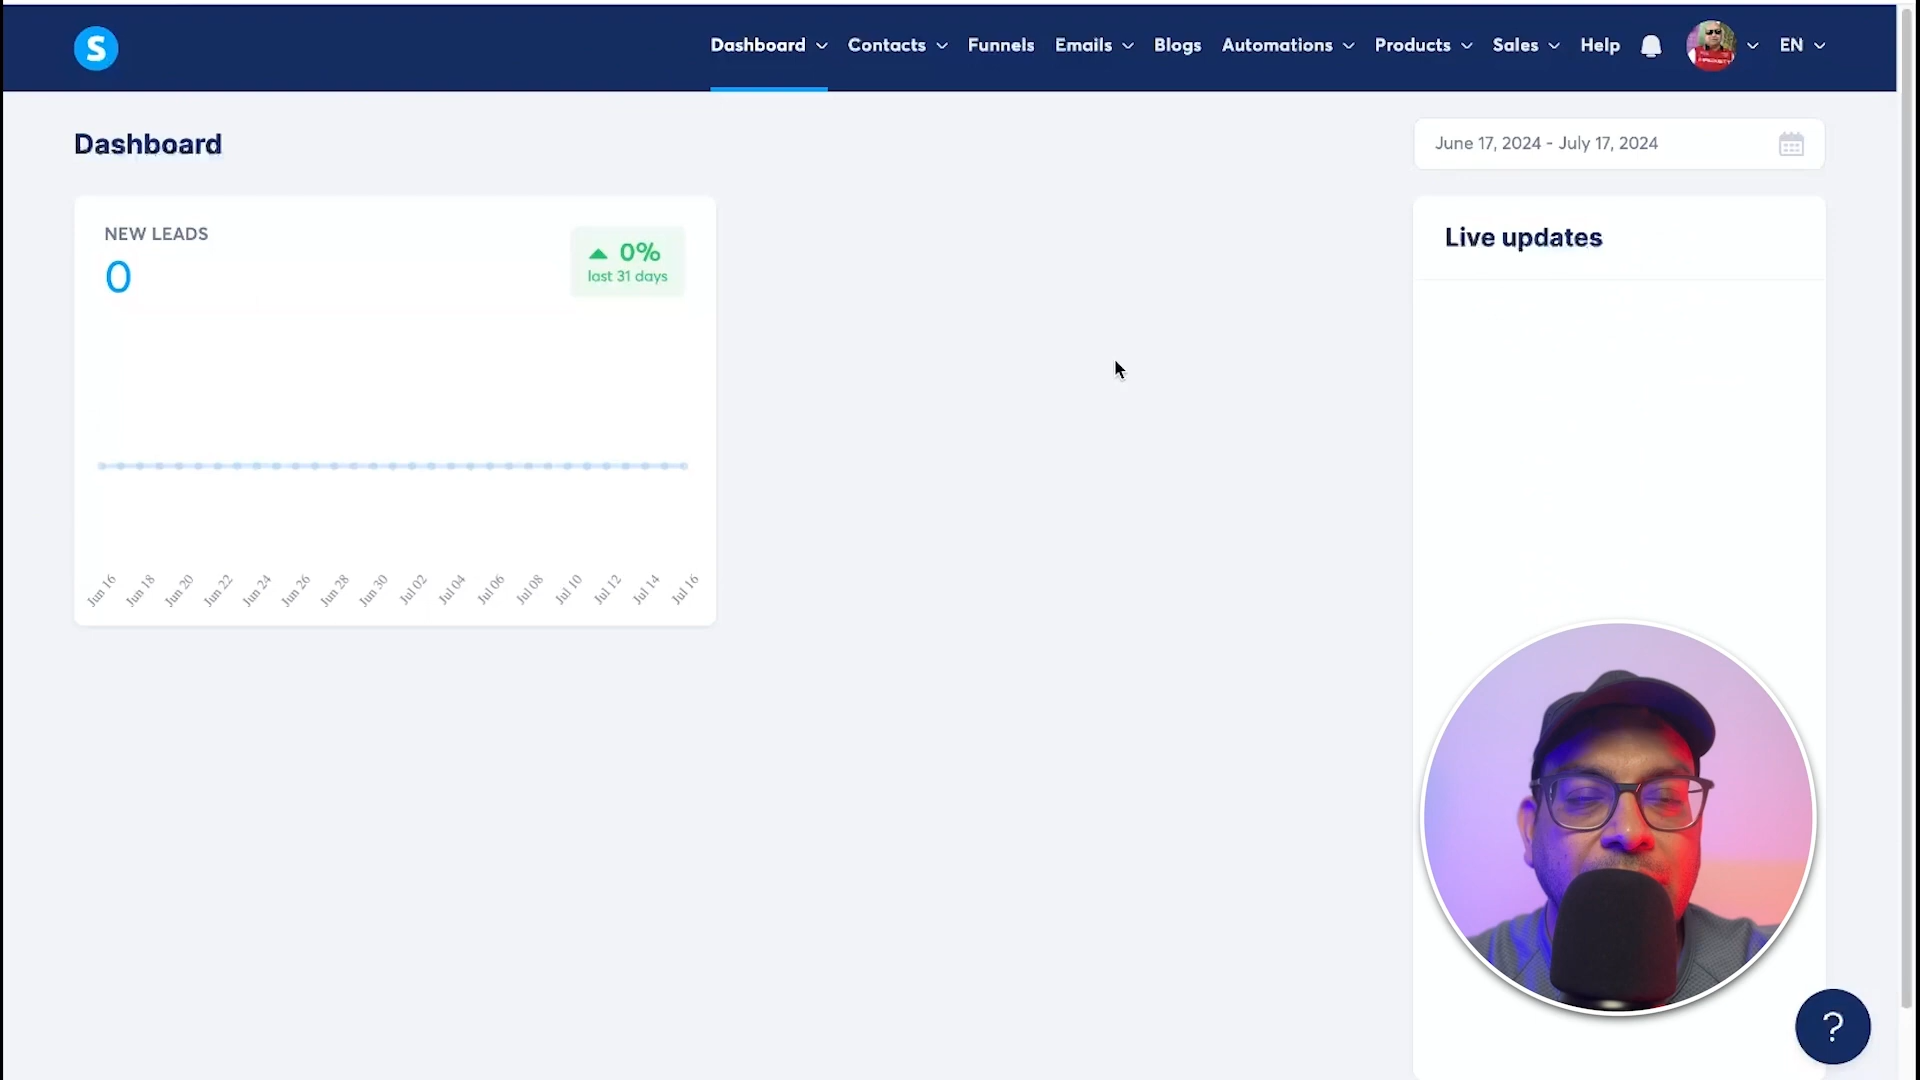 S
Dashboard
Contacts
Funnels
Emails
Blogs
Automations
Products
Sales
Help
EN
Dashboard
June 17, 2024 - July 17, 2024
NEW LEADS
0
0%
last 31 days
Jun 16
Jun 18
Jun 20
Jun 22
Jun 24
Jun 26
Jun 28
Jun 30
Jul 02
Jul 04
Jul 06
Jul 08
Jul 10
Jul 12
Jul 14
Jul 16
Live updates
?